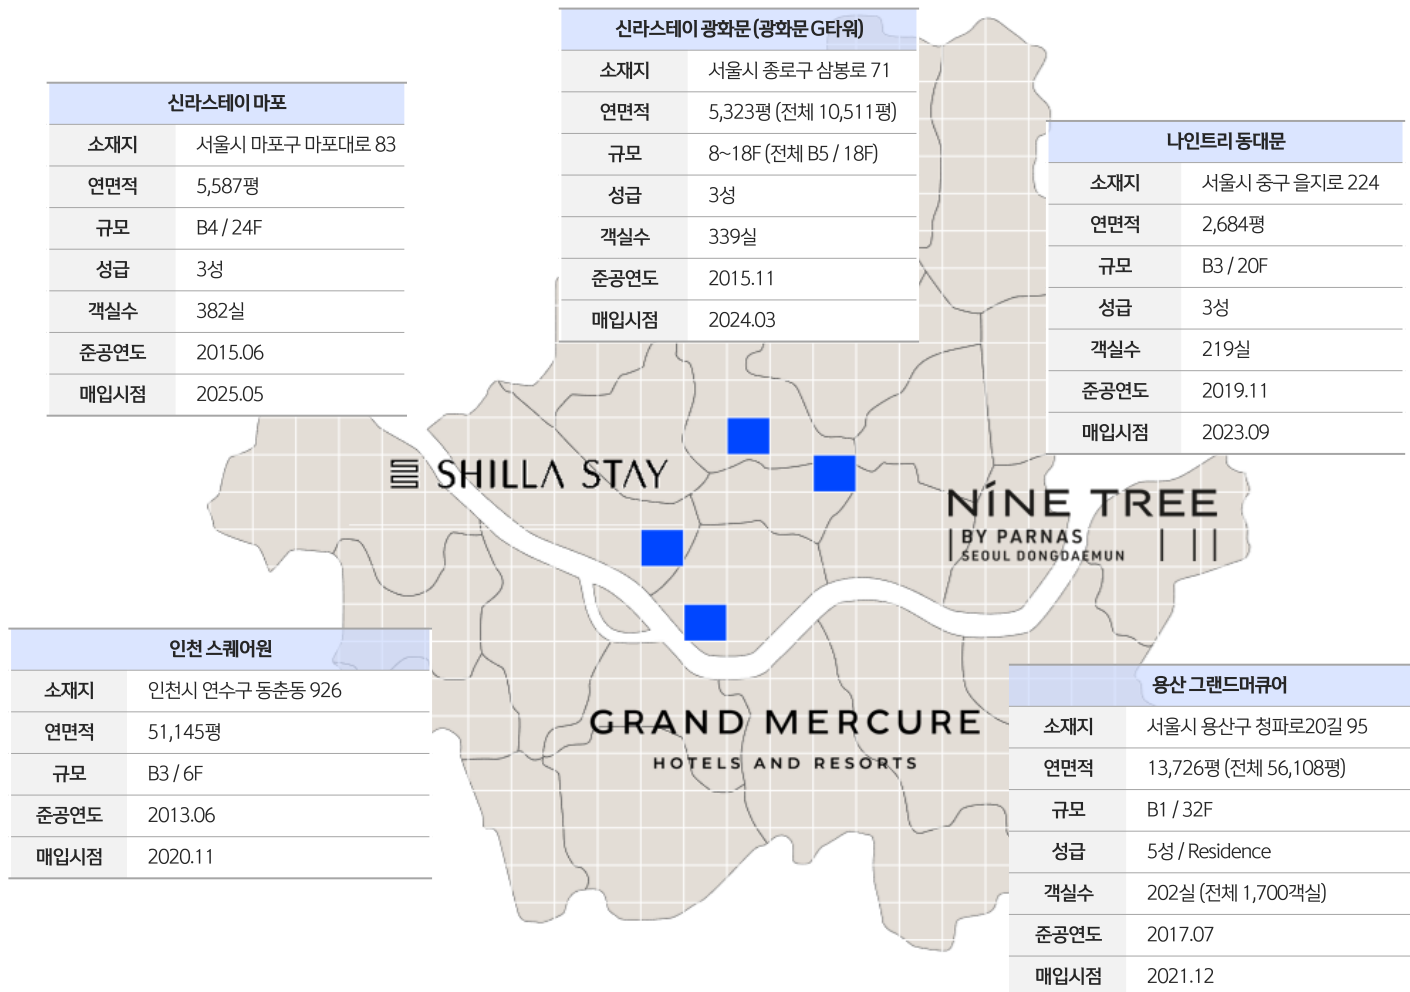 신라스테이 광화문 (광화문 G타워)
소재지 서울시 종로구 삼봉로 71
연면적 5,323평 (전체 10,511평)
규모 8~18F (전체 B5 / 18F)
성급 3성
객실수 339실
준공연도 2015.11
매입시점 2024.03
신라스테이 마포
소재지 서울시 마포구 마포대로 83
연면적 5,587평
규모 B4 / 24F
성급 3성
객실수 382실
준공연도 2015.06
매입시점 2025.05
나인트리 동대문
소재지 서울시 중구 을지로 224
연면적 2,684평
규모 B3 / 20F
성급 3성
객실수 219실
준공연도 2019.11
매입시점 2023.09
SHILLA STAY
NÍNE TREE
BY PARNAS
SEOUL DONGDAEMUN
인천 스퀘어원
소재지 인천시 연수구 동춘동 926
연면적 51,145평
규모 B3 / 6F
준공연도 2013.06
매입시점 2020.11
GRAND MERCURE
HOTELS AND RESORTS
용산 그랜드머큐어
소재지 서울시 용산구 청파로20길 95
연면적 13,726평 (전체 56,108평)
규모 B1 / 32F
성급 5성 / Residence
객실수 202실 (전체 1,700객실)
준공연도 2017.07
매입시점 2021.12